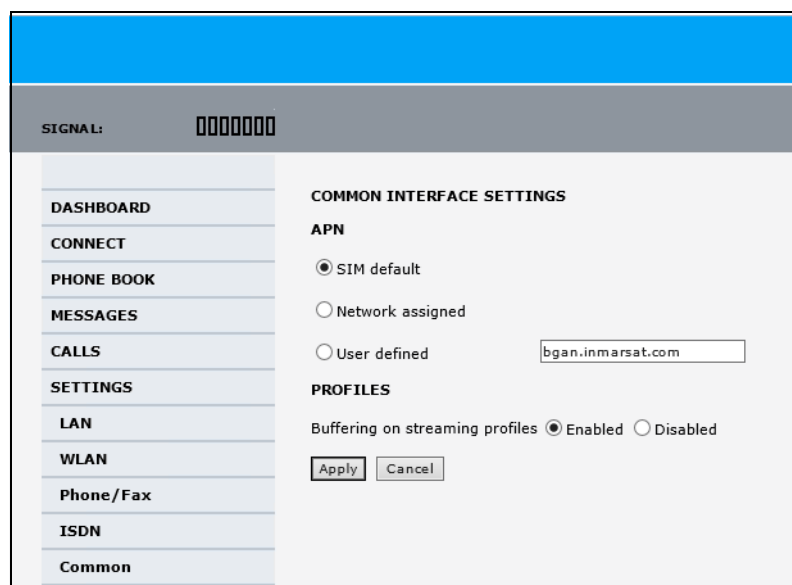 SIGNAL:
DASHBOARD
CONNECT
PHONE BOOK
MESSAGES
CALLS
SETTINGS
LAN
WLAN
Phone/Fax
ISDN
Common
COMMON INTERFACE SETTINGS
APN
SIM default
Network assigned
User defined bgan.inmarsat.com
PROFILES
Buffering on streaming profiles Enabled Disabled
Apply Cancel